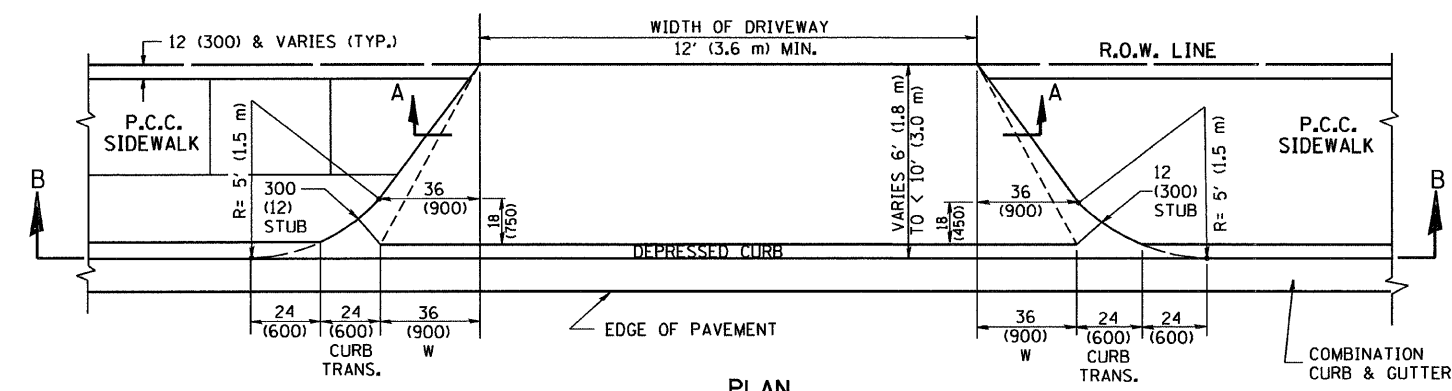 WIDTH OF DRIVEWAY
12' (3.6 m) MIN.
12 (300) & VARIES (TYP.)
R.O.W. LINE
A
A
P.C.C.
SIDEWALK
P.C.C.
SIDEWALK
VARIES 6' (1.8 m)
TO < 10' (3.0 m)
R= 5' (1.5 m)
R= 5' (1.5 m)
B
B
300
(12)
STUB
36
(900)
18
(750)
36
(900)
18
(450)
12
(300)
STUB
DEPRESSED CURB
24
(600)
24
(600)
CURB
TRANS.
36
(900)
W
EDGE OF PAVEMENT
36
(900)
W
24
(600)
CURB
TRANS.
24
(600)
COMBINATION
CURB & GUTTER
PLAN